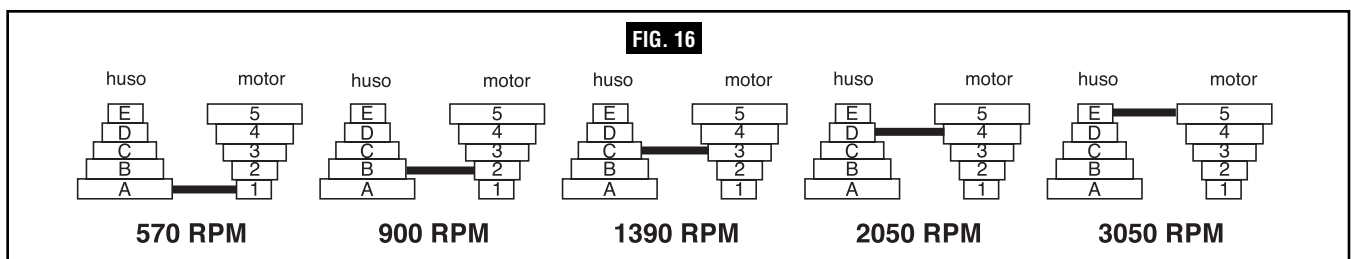 FIG. 16
huso motor huso motor huso motor huso motor huso motor
E 5 E 5 E 5 E 5 E 5
D 4 D 4 D 4 D 4 D 4
C 3 C 3 C 3 C 3 C 3
B 2 B 2 B 2 B 2 B 2
A 1 A 1 A 1 A 1 A 1
570 RPM 900 RPM 1390 RPM 2050 RPM 3050 RPM